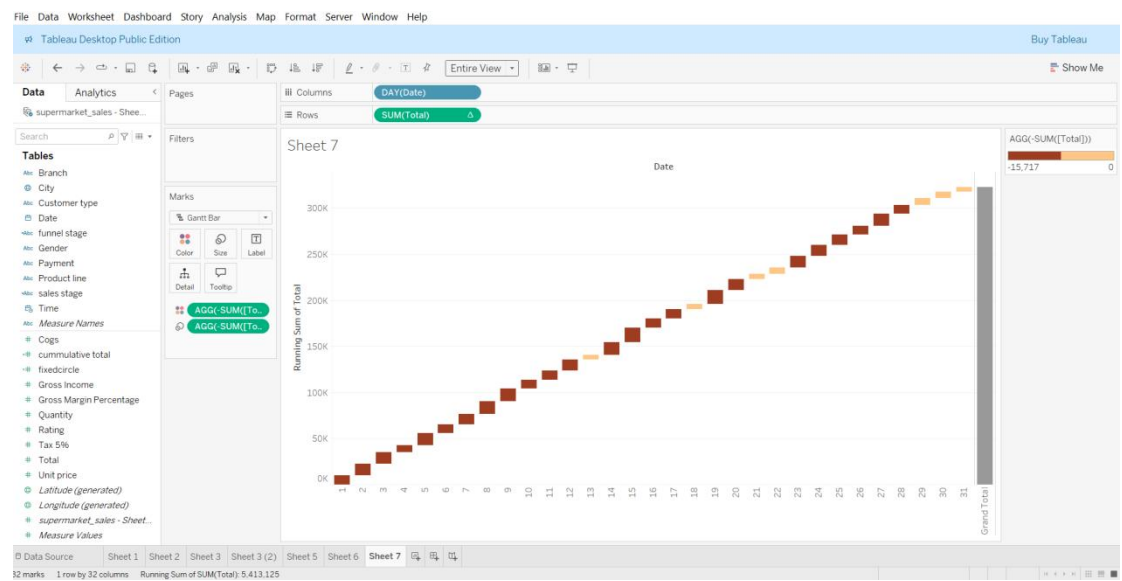 File Data Worksheet Dashboard Story Analysis Map Format Server Window Help
Tableau Desktop Public Edition
Buy Tableau
Entire View
Show Me
Data Analytics
supermarket_sales - Shee...
Search
Tables
Abc Branch
City
Abc Customer type
Date
Abc funnel stage
Abc Gender
Abc Payment
Abc Product line
Abc sales stage
Time
Abc Measure Names
# Cogs
# cummulative total
# fixedcircle
# Gross Income
# Gross Margin Percentage
# Quantity
# Rating
# Tax 5%
# Total
# Unit price
Latitude (generated)
Longitude (generated)
# supermarket_sales - Sheet...
# Measure Values
Pages
Filters
Marks
Gantt Bar
Color Size Label
Detail Tooltip
AGG(-SUM([To..
AGG(-SUM([To..
Columns DAY(Date)
Rows SUM(Total) Δ
Sheet 7
Date
Running Sum of Total
300K
250K
200K
150K
100K
50K
0K
1 2 3 4 5 6 7 8 9 10 11 12 13 14 15 16 17 18 19 20 21 22 23 24 25 26 27 28 29 30 31 Grand Total
AGG(-SUM([Total]))
-15,717 0
Data Source Sheet 1 Sheet 2 Sheet 3 Sheet 3 (2) Sheet 5 Sheet 6 Sheet 7
32 marks 1 row by 32 columns Running Sum of SUM(Total): 5,413,125